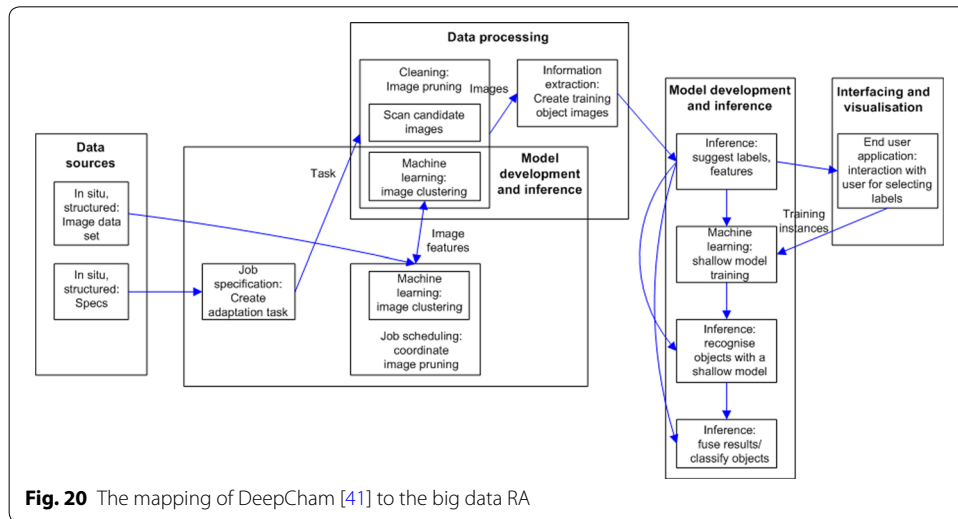 Data processing
Cleaning:
Image pruning
Scan candidate
images
Machine
learning:
image clustering
Images
Information
extraction:
Create training
object images
Model
development
and inference
Data
sources
In situ,
structured:
Image data
set
In situ,
structured:
Specs
Task
Job
specification:
Create
adaptation task
Image
features
Machine
learning:
image clustering
Job scheduling:
coordinate
image pruning
Model development
and inference
Inference:
suggest labels,
features
Machine
learning:
shallow model
training
Inference:
recognise
objects with a
shallow model
Inference:
fuse results/
classify objects
Interfacing and
visualisation
End user
application:
interaction with
user for selecting
labels
Training
instances
Fig. 20 The mapping of DeepCham [41] to the big data RA